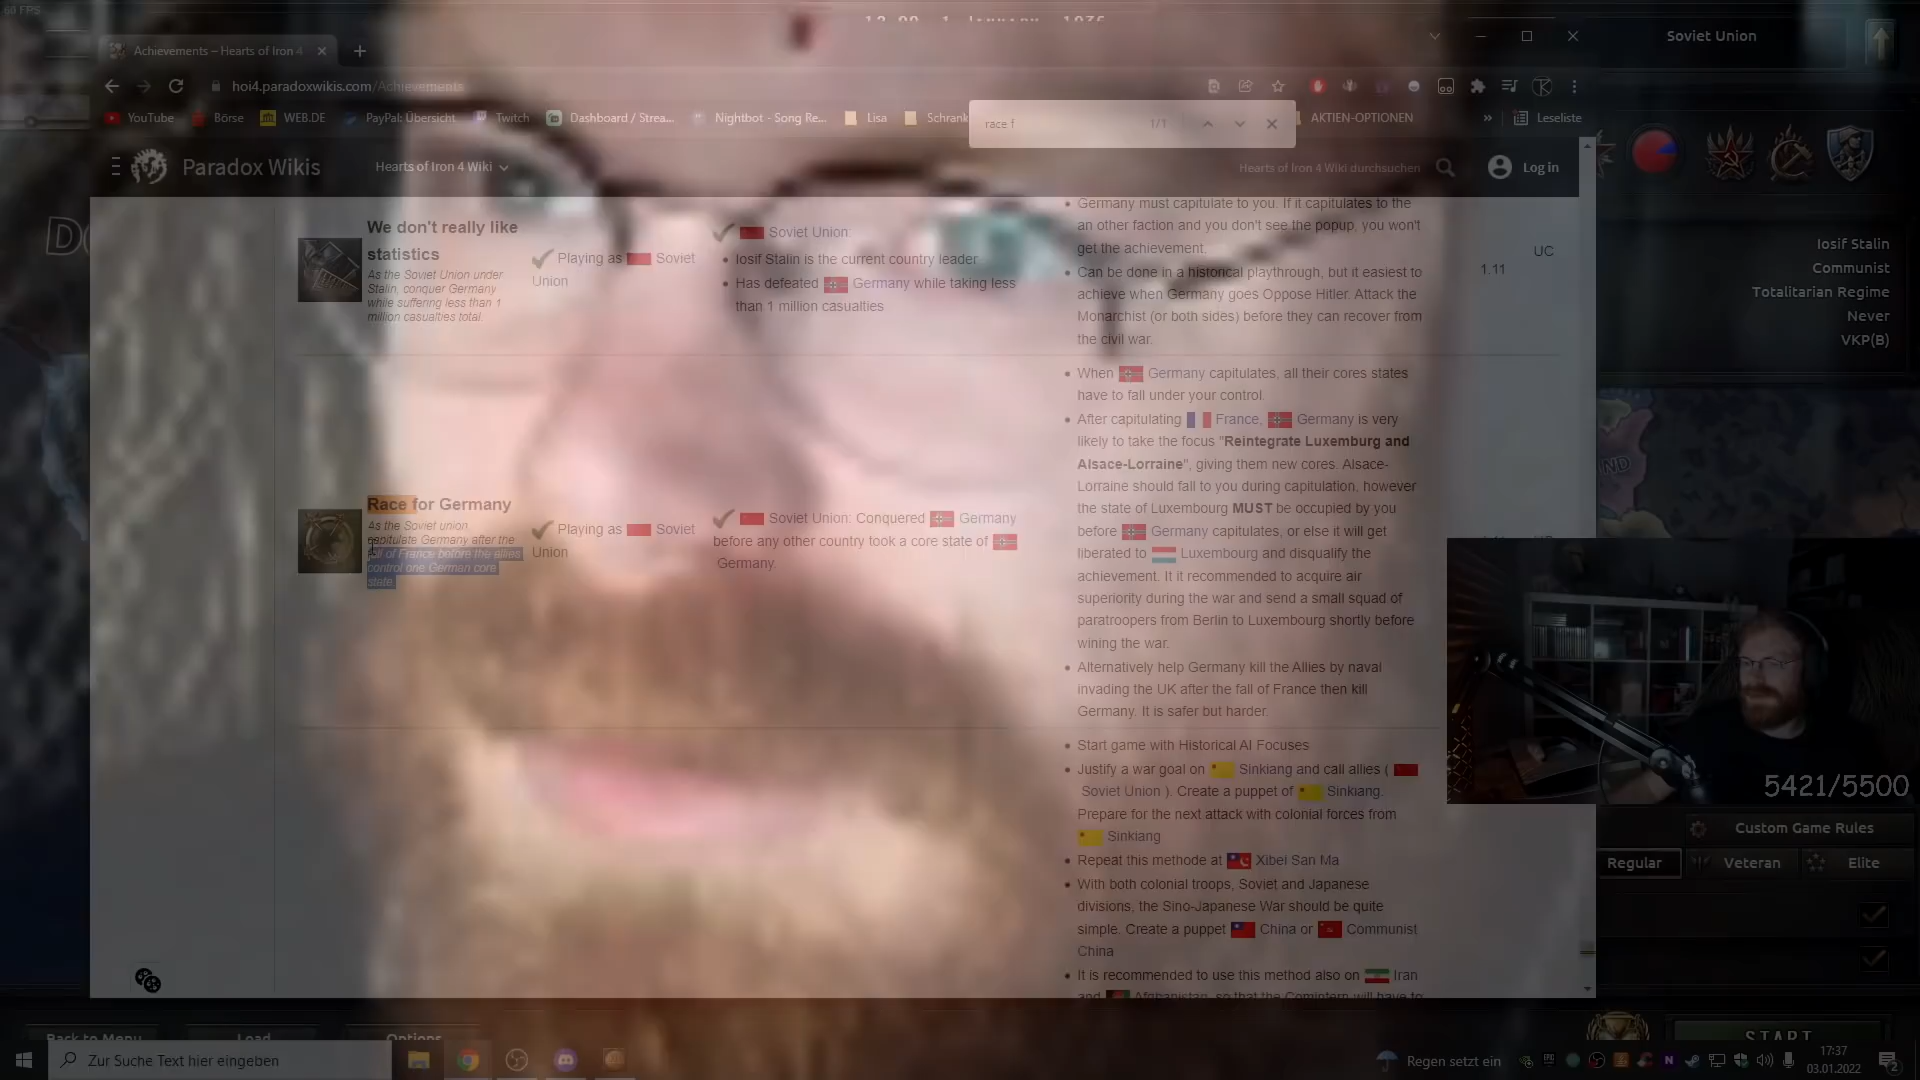 60 FPS
Soviet Union
Achievements – Hearts of Iron 4
hoi4.paradoxwikis.com/Achievements
YouTube Börse WEB.DE PayPal: Übersicht Twitch Dashboard / Strea... Nightbot - Song Re... Lisa Schrank AKTIEN-OPTIONEN » Leseliste
race f 1/1
Paradox Wikis Hearts of Iron 4 Wiki Hearts of Iron 4 Wiki durchsuchen Log in
We don't really like
statistics
As the Soviet Union under
Stalin, conquer Germany
while suffering less than 1
million casualties total.
Playing as Soviet
Union
Soviet Union:
Iosif Stalin is the current country leader
Has defeated Germany while taking less
than 1 million casualties
Germany must capitulate to you. If it capitulates to the
an other faction and you don't see the popup, you won't
get the achievement.
Can be done in a historical playthrough, but it easiest to
achieve when Germany goes Oppose Hitler. Attack the
Monarchist (or both sides) before they can recover from
the civil war.
1.11
UC
Race for Germany
As the Soviet union,
capitulate Germany after the
fall of France before the allies
control one German core
state.
Playing as Soviet
Union
Soviet Union: Conquered Germany
before any other country took a core state of
Germany.
When Germany capitulates, all their cores states
have to fall under your control.
After capitulating France, Germany is very
likely to take the focus "Reintegrate Luxemburg and
Alsace-Lorraine", giving them new cores. Alsace-
Lorraine should fall to you during capitulation, however
the state of Luxembourg MUST be occupied by you
before Germany capitulates, or else it will get
liberated to Luxembourg and disqualify the
achievement. It it recommended to acquire air
superiority during the war and send a small squad of
paratroopers from Berlin to Luxembourg shortly before
wining the war.
Alternatively help Germany kill the Allies by naval
invading the UK after the fall of France then kill
Germany. It is safer but harder.
Start game with Historical AI Focuses
Justify a war goal on Sinkiang and call allies (
Soviet Union ). Create a puppet of Sinkiang.
Prepare for the next attack with colonial forces from
Sinkiang
Repeat this methode at Xibei San Ma
With both colonial troops, Soviet and Japanese
divisions, the Sino-Japanese War should be quite
simple. Create a puppet China or Communist
China
It is recommended to use this method also on Iran
and Afghanistan, so that the Comintern will have to
Iosif Stalin
Communist
Totalitarian Regime
Never
VKP(B)
5421/5500
Custom Game Rules
Regular Veteran Elite
Back to Menu Load Options START
Zur Suche Text hier eingeben
Regen setzt ein
17:37
03.01.2022
2